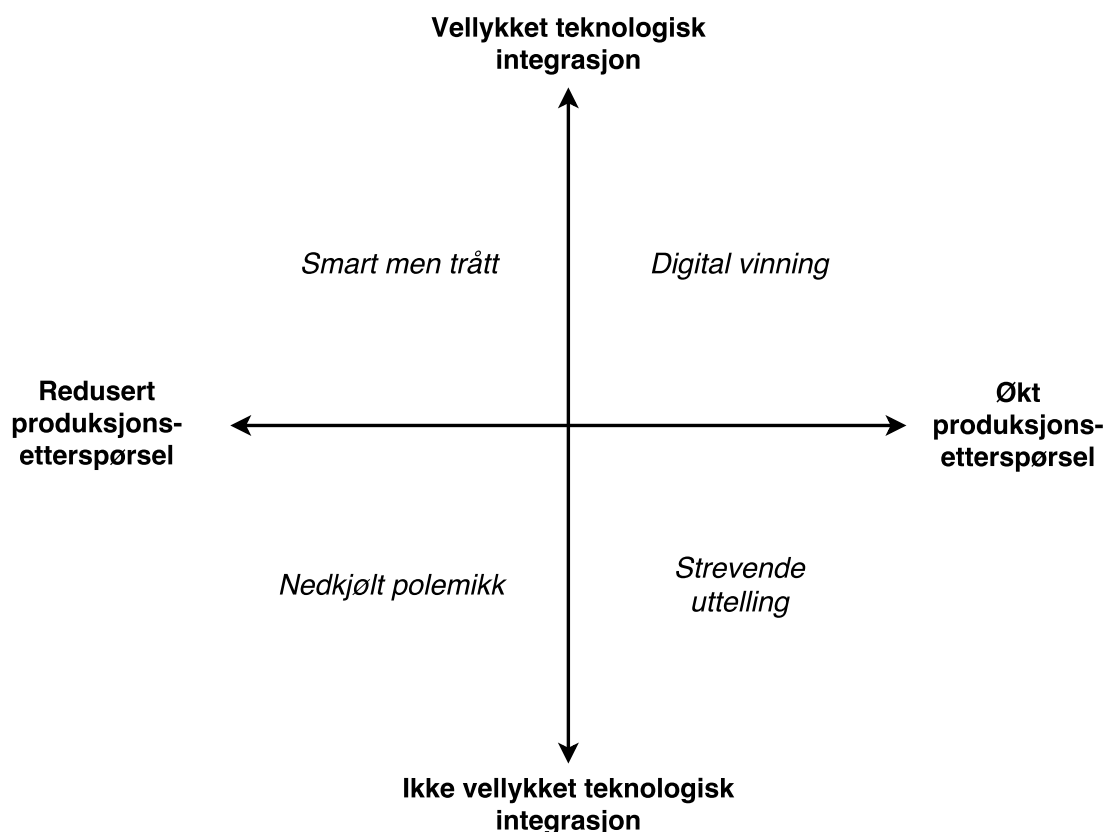 Vellykket teknologisk
integrasjon
Smart men trått
Digital vinning
Redusert
produksjons-
etterspørsel
Økt
produksjons-
etterspørsel
Nedkjølt polemikk
Strevende
uttelling
Ikke vellykket teknologisk
integrasjon